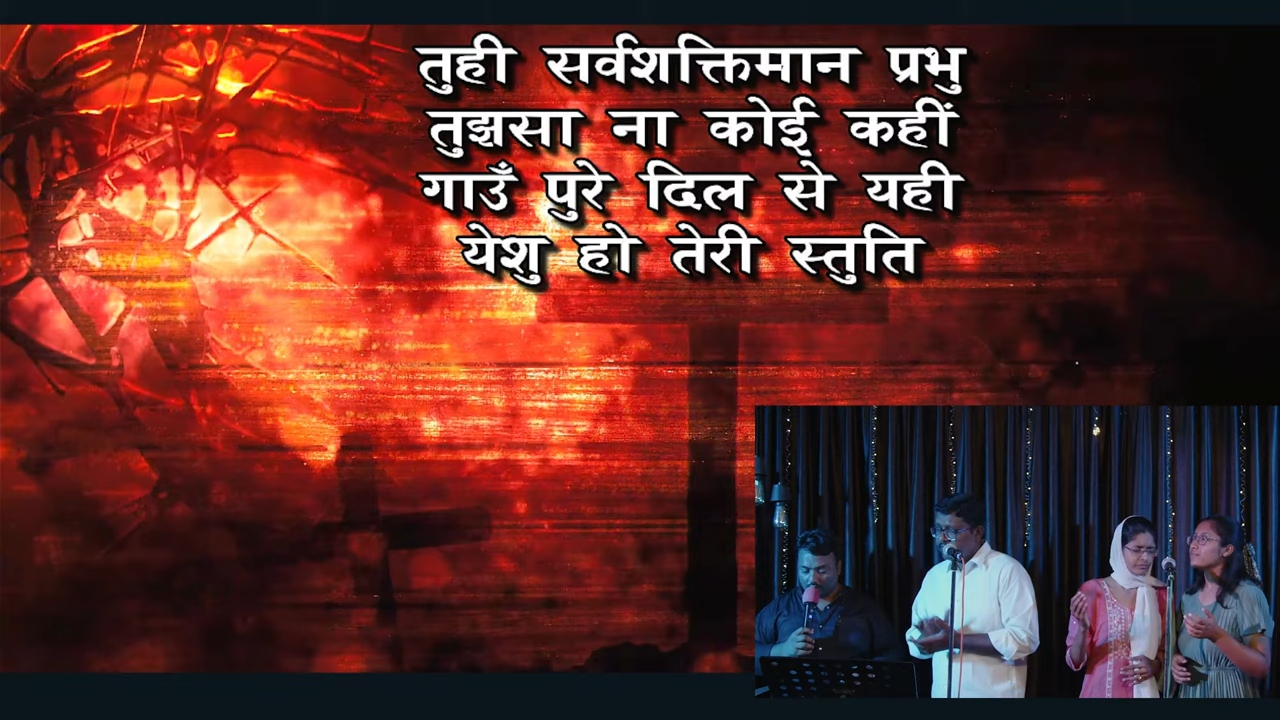 तुही सर्वशक्तिमान प्रभु
तुझसा ना कोई कहीं
गाउँ पुरे दिल से यही
येशु हो तेरी स्तुति